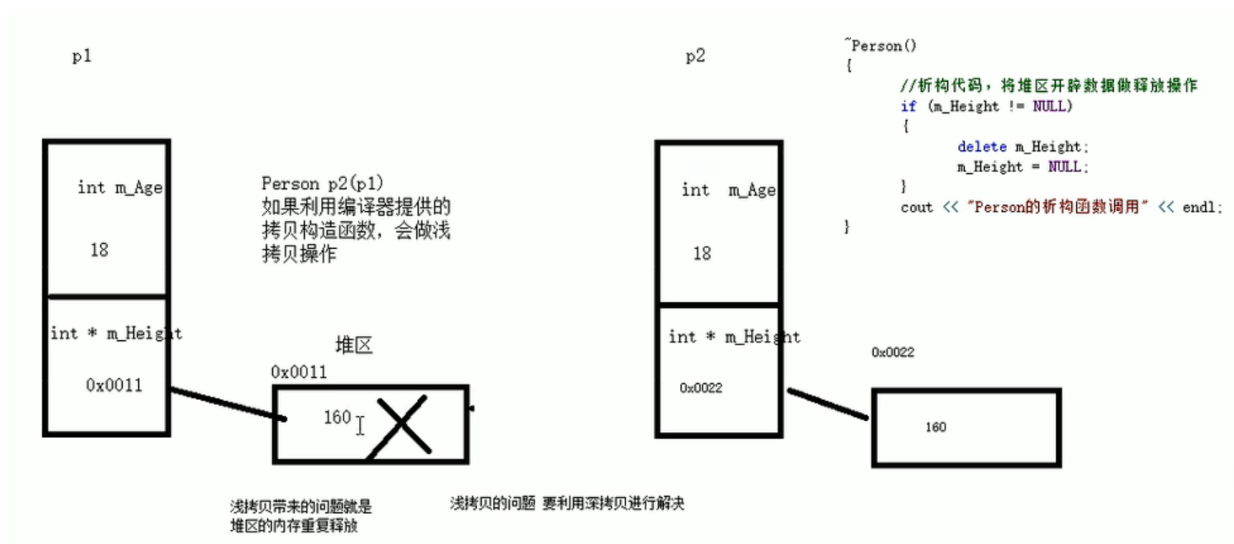 p1
int m_Age
18
int * m_Height
0x0011
Person p2(p1)
如果利用编译器提供的
拷贝构造函数，会做浅
拷贝操作
堆区
0x0011
160
浅拷贝带来的问题就是
堆区的内存重复释放
浅拷贝的问题 要利用深拷贝进行解决
p2
int m_Age
18
int * m_Height
0x0022
0x0022
160
~Person()
{
//析构代码，将堆区开辟数据做释放操作
if (m_Height != NULL)
{
delete m_Height;
m_Height = NULL;
}
cout << "Person的析构函数调用" << endl;
}